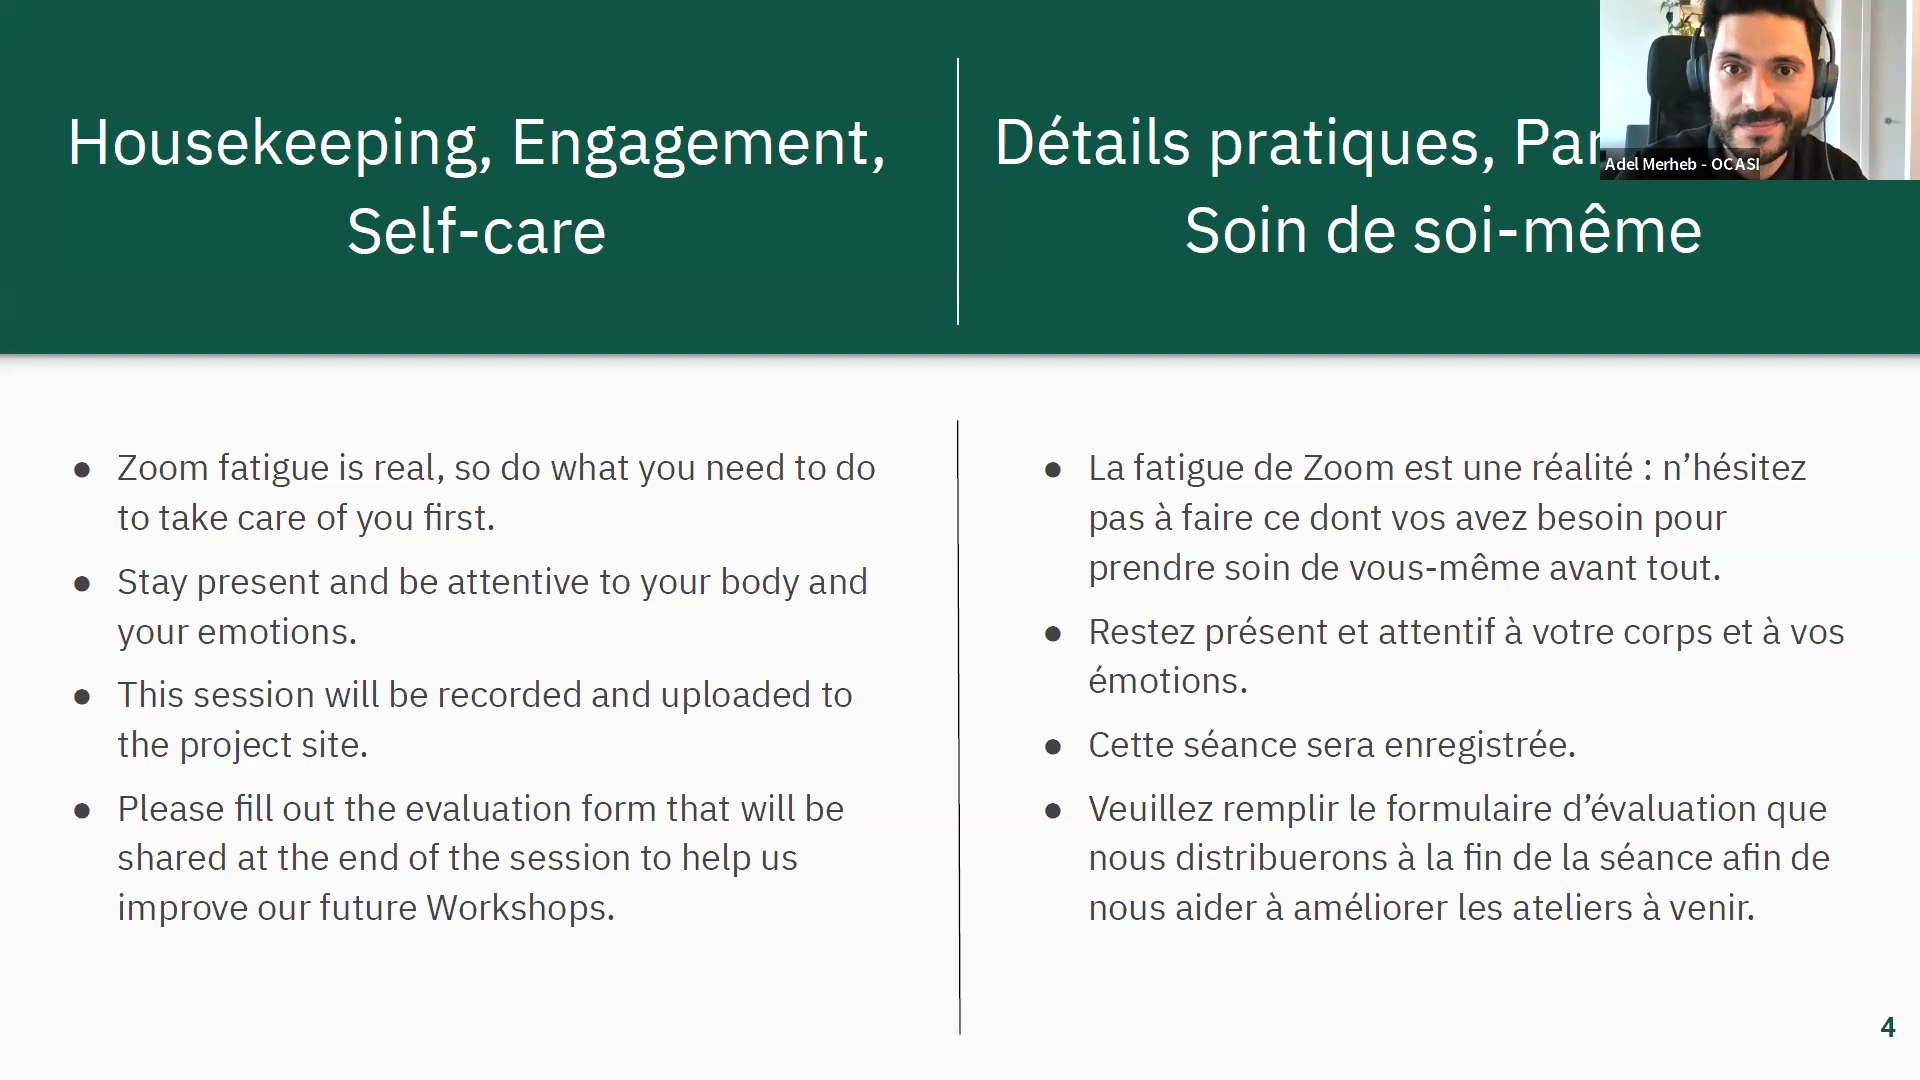 Housekeeping, Engagement,
Self-care
Détails pratiques,
Soin de soi-même
Adel Merheb - OCASI
● Zoom fatigue is real, so do what you need to do
to take care of you first.
● Stay present and be attentive to your body and
your emotions.
● This session will be recorded and uploaded to
the project site.
● Please fill out the evaluation form that will be
shared at the end of the session to help us
improve our future Workshops.
● La fatigue de Zoom est une réalité : n’hésitez
pas à faire ce dont vos avez besoin pour
prendre soin de vous-même avant tout.
● Restez présent et attentif à votre corps et à vos
émotions.
● Cette séance sera enregistrée.
● Veuillez remplir le formulaire d’évaluation que
nous distribuerons à la fin de la séance afin de
nous aider à améliorer les ateliers à venir.
4